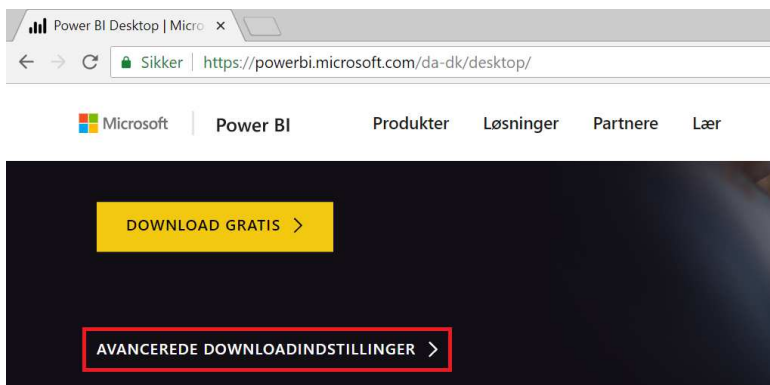 Power BI Desktop | Micro
Sikker https://powerbi.microsoft.com/da-dk/desktop/
Microsoft Power BI Produkter Løsninger Partnere Lær
DOWNLOAD GRATIS
AVANCEREDE DOWNLOADINDSTILLINGER